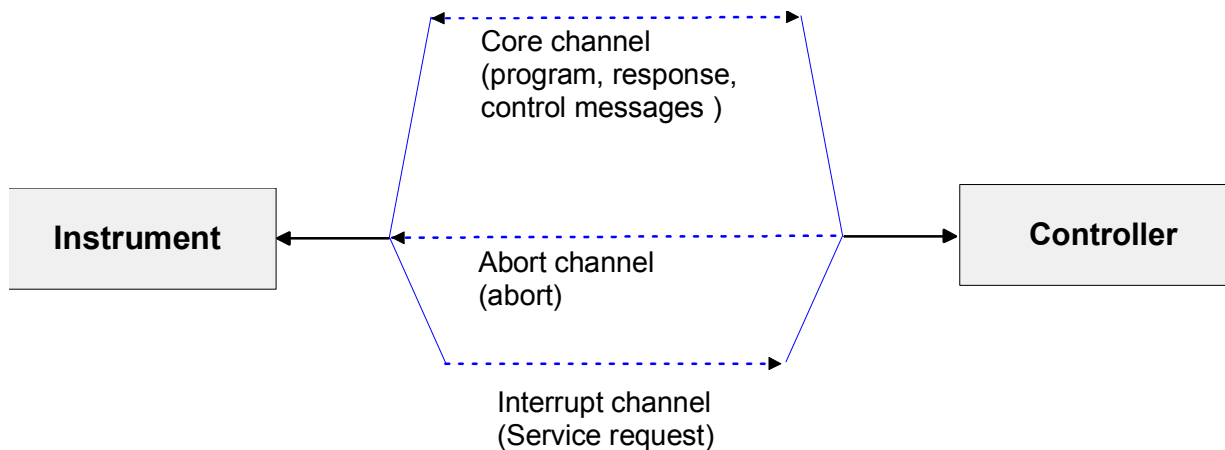 Core channel
(program, response,
control messages )
Instrument
Controller
Abort channel
(abort)
Interrupt channel
(Service request)